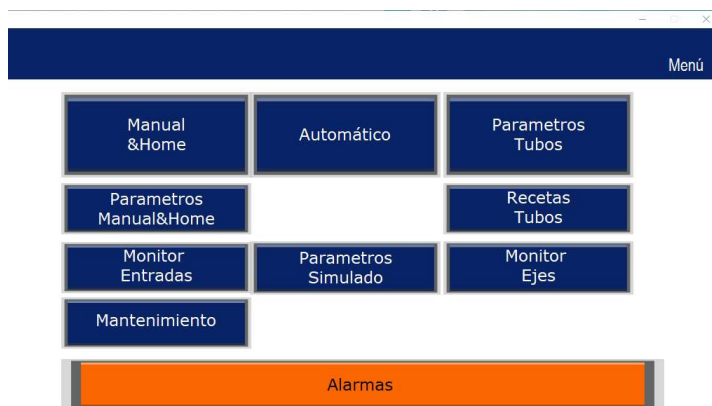 Menú
Manual
&Home
Automático
Parametros
Tubos
Parametros
Manual&Home
Recetas
Tubos
Monitor
Entradas
Parametros
Simulado
Monitor
Ejes
Mantenimiento
Alarmas